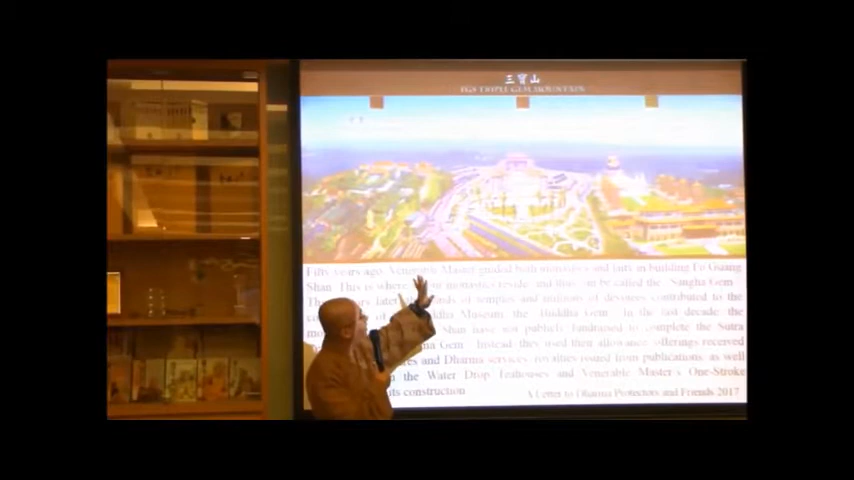 三寶山
FGS TRIPLE GEM MOUNTAIN
Fifty years ago Venerable Master guided both monastics and laity in building Fo Guang
Shan This is where monastics reside and thus can be called the Sangha Gem
years later of temples and millions of devotees contributed to the
Buddha Museum, the Buddha Gem In the last decade the
Shan have not publicly fundraised to complete the Sutra
Gem Instead they used their allowance offerings received
and Dharma services, royalties issued from publications, as well
the Water Drop Teahouses and Venerable Master's One-Stroke
its construction
A Letter to Dharma Protectors and Friends 2017